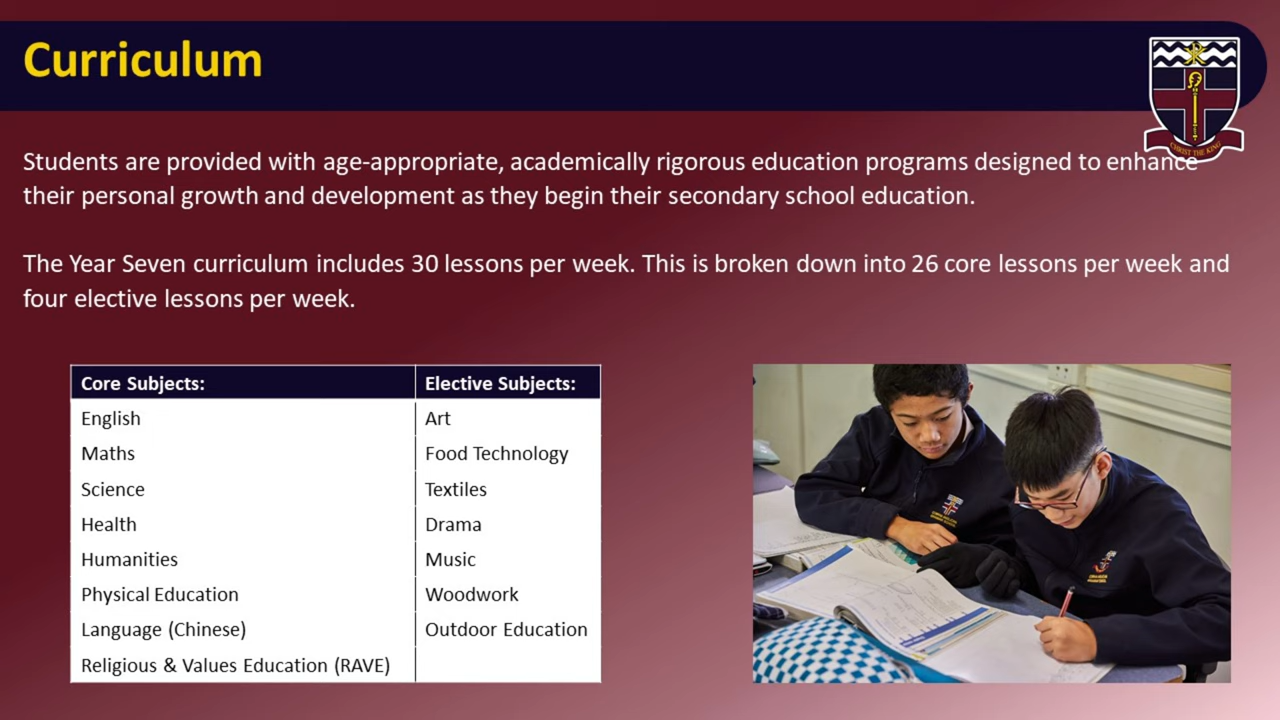 Curriculum
CHRIST THE KING
Students are provided with age-appropriate, academically rigorous education programs designed to enhance
their personal growth and development as they begin their secondary school education.
The Year Seven curriculum includes 30 lessons per week. This is broken down into 26 core lessons per week and
four elective lessons per week.
Core Subjects: Elective Subjects:
English Art
Maths Food Technology
Science Textiles
Health Drama
Humanities Music
Physical Education Woodwork
Language (Chinese) Outdoor Education
Religious & Values Education (RAVE)